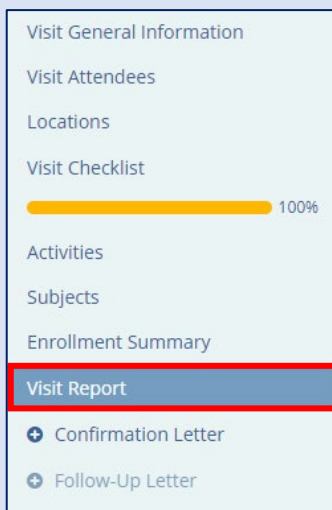 Visit General Information
Visit Attendees
Locations
Visit Checklist
100%
Activities
Subjects
Enrollment Summary
Visit Report
Confirmation Letter
Follow-Up Letter